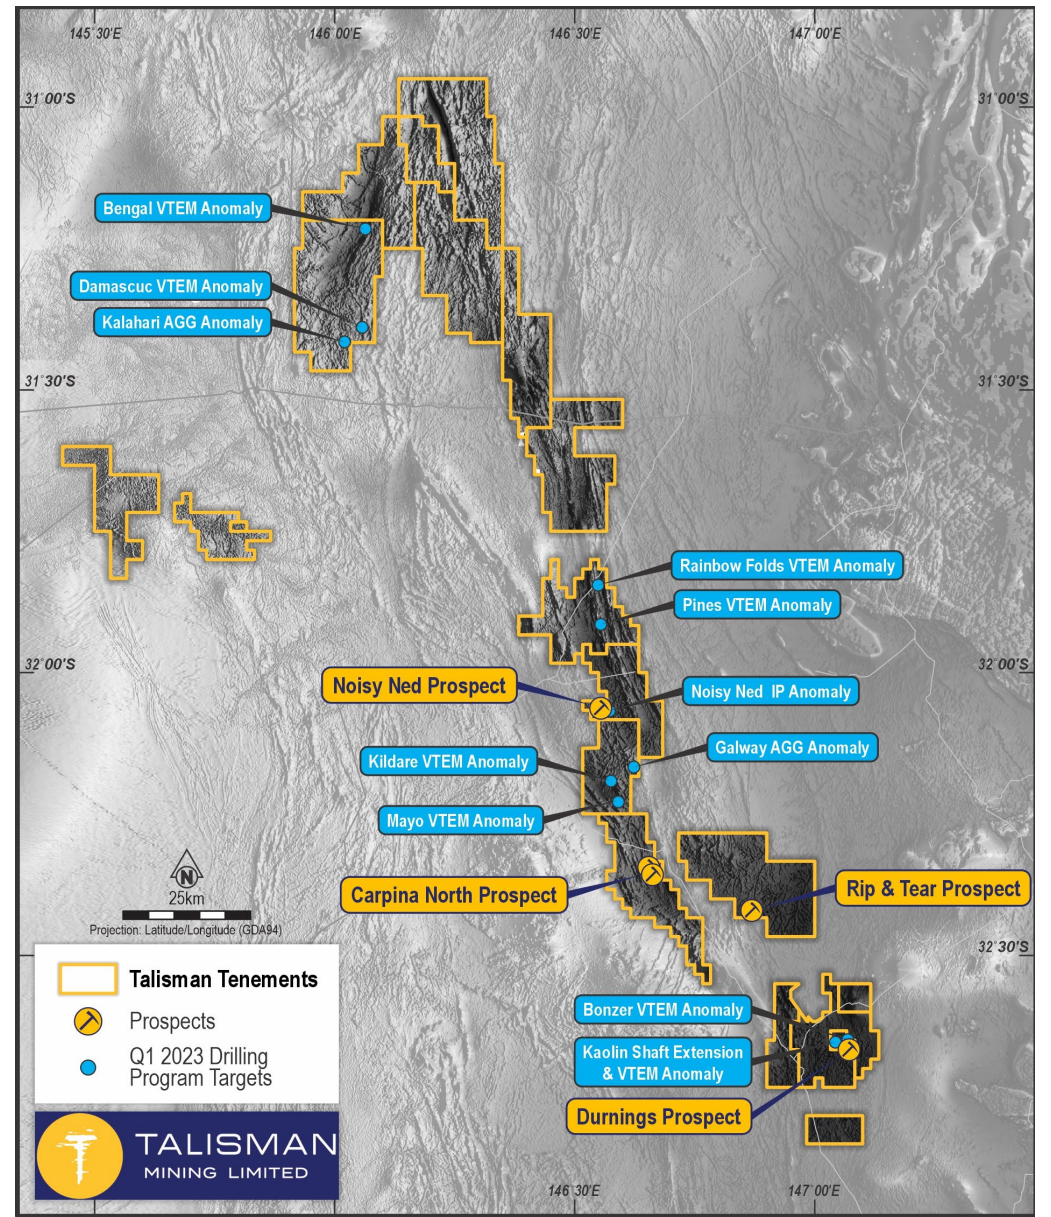 145°30'E
146°00'E
146°30'E
147°00'E
31°00'S
31°00'S
Bengal VTEM Anomaly
Damascuc VTEM Anomaly
Kalahari AGG Anomaly
31°30'S
31°30'S
Rainbow Folds VTEM Anomaly
Pines VTEM Anomaly
32°00'S
32°00'S
Noisy Ned Prospect
Noisy Ned IP Anomaly
Galway AGG Anomaly
Kildare VTEM Anomaly
Mayo VTEM Anomaly
Carpina North Prospect
Rip & Tear Prospect
N
25km
Projection: Latitude/Longitude (GDA94)
32°30'S
Talisman Tenements
Prospects
Q1 2023 Drilling
Program Targets
Bonzer VTEM Anomaly
Kaolin Shaft Extension
& VTEM Anomaly
Durnings Prospect
TALISMAN
MINING LIMITED
146°30'E
147°00'E